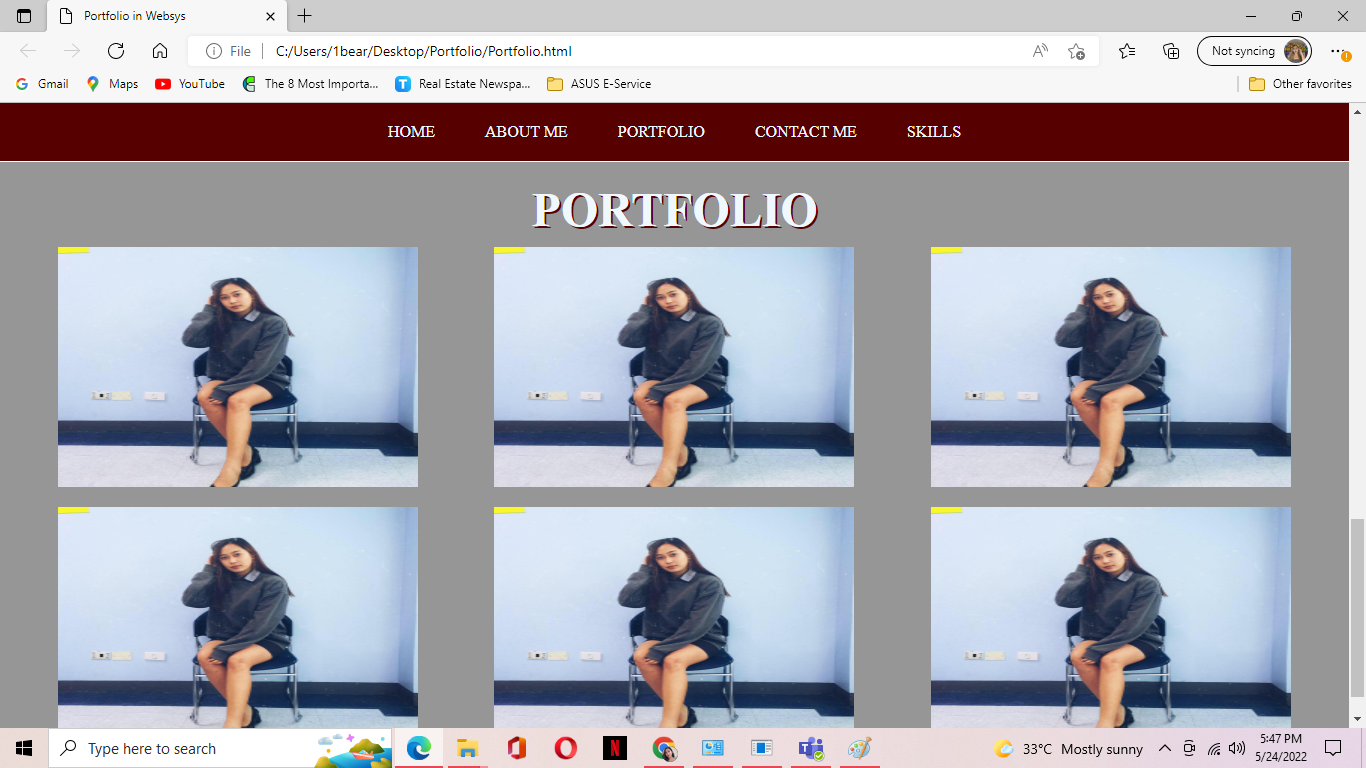 Portfolio in Websys
File C:/Users/1bear/Desktop/Portfolio/Portfolio.html Not syncing
Gmail Maps YouTube The 8 Most Importa... Real Estate Newspa... ASUS E-Service Other favorites
HOME ABOUT ME PORTFOLIO CONTACT ME SKILLS
PORTFOLIO
Type here to search 33°C Mostly sunny 5:47 PM
5/24/2022